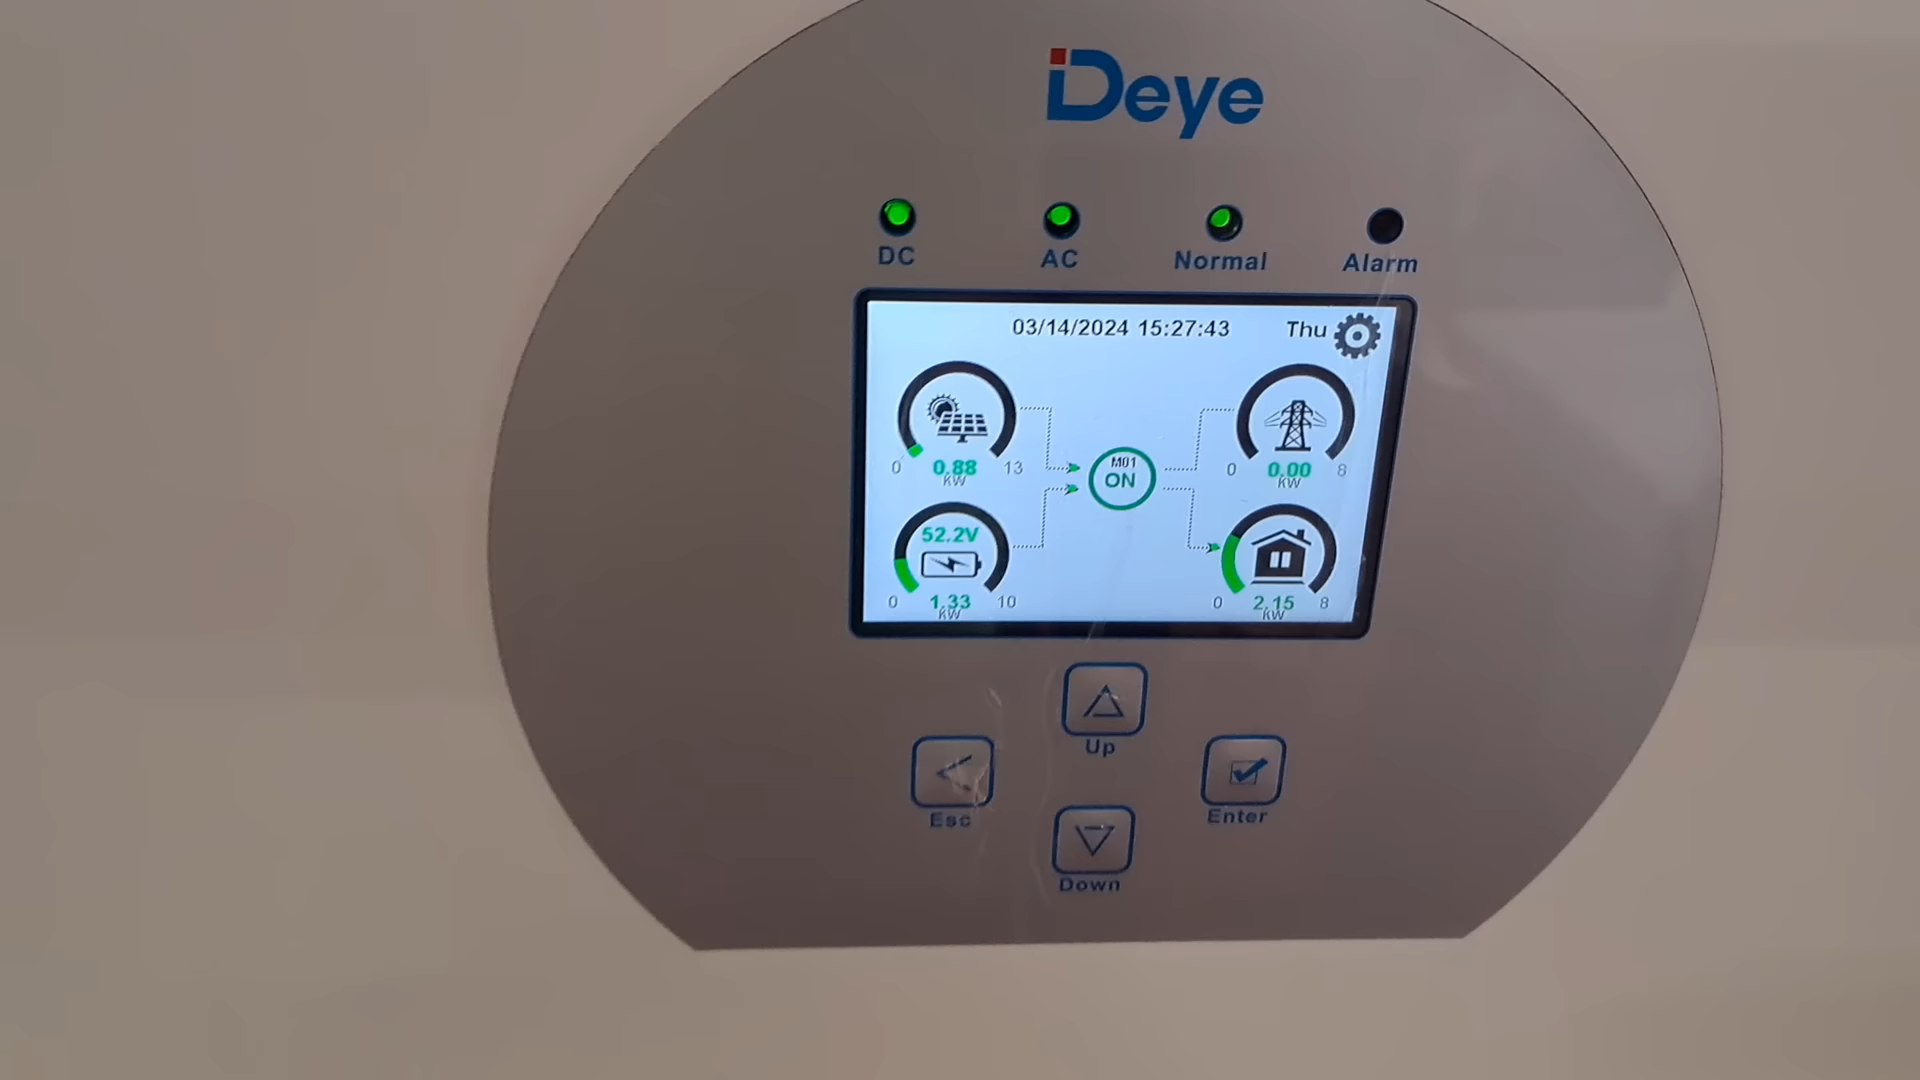 Deye
DC AC Normal Alarm
03/14/2024 15:27:43 Thu
0 0.88 13
kW
M01
ON
0 0.00 8
kW
52.2V
0 1.33 10
kW
0 2.15 8
kW
Up
Esc
Enter
Down